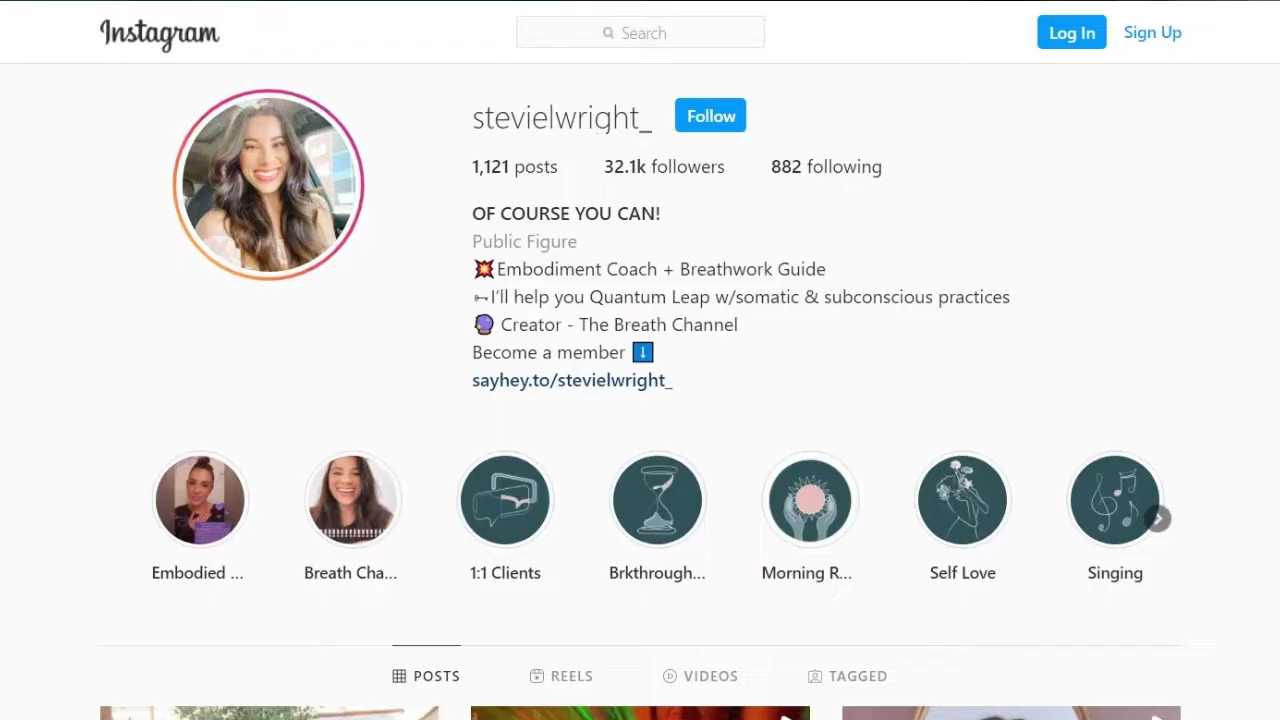 Instagram
Search
Log In
Sign Up
stevielwright_
Follow
1,121 posts 32.1k followers 882 following
OF COURSE YOU CAN!
Public Figure
💥Embodiment Coach + Breathwork Guide
🗝I'll help you Quantum Leap w/somatic & subconscious practices
🔮 Creator - The Breath Channel
Become a member ⬇️
sayhey.to/stevielwright_
Embodied ... Breath Cha... 1:1 Clients Brkthrough... Morning R... Self Love Singing
POSTS REELS VIDEOS TAGGED